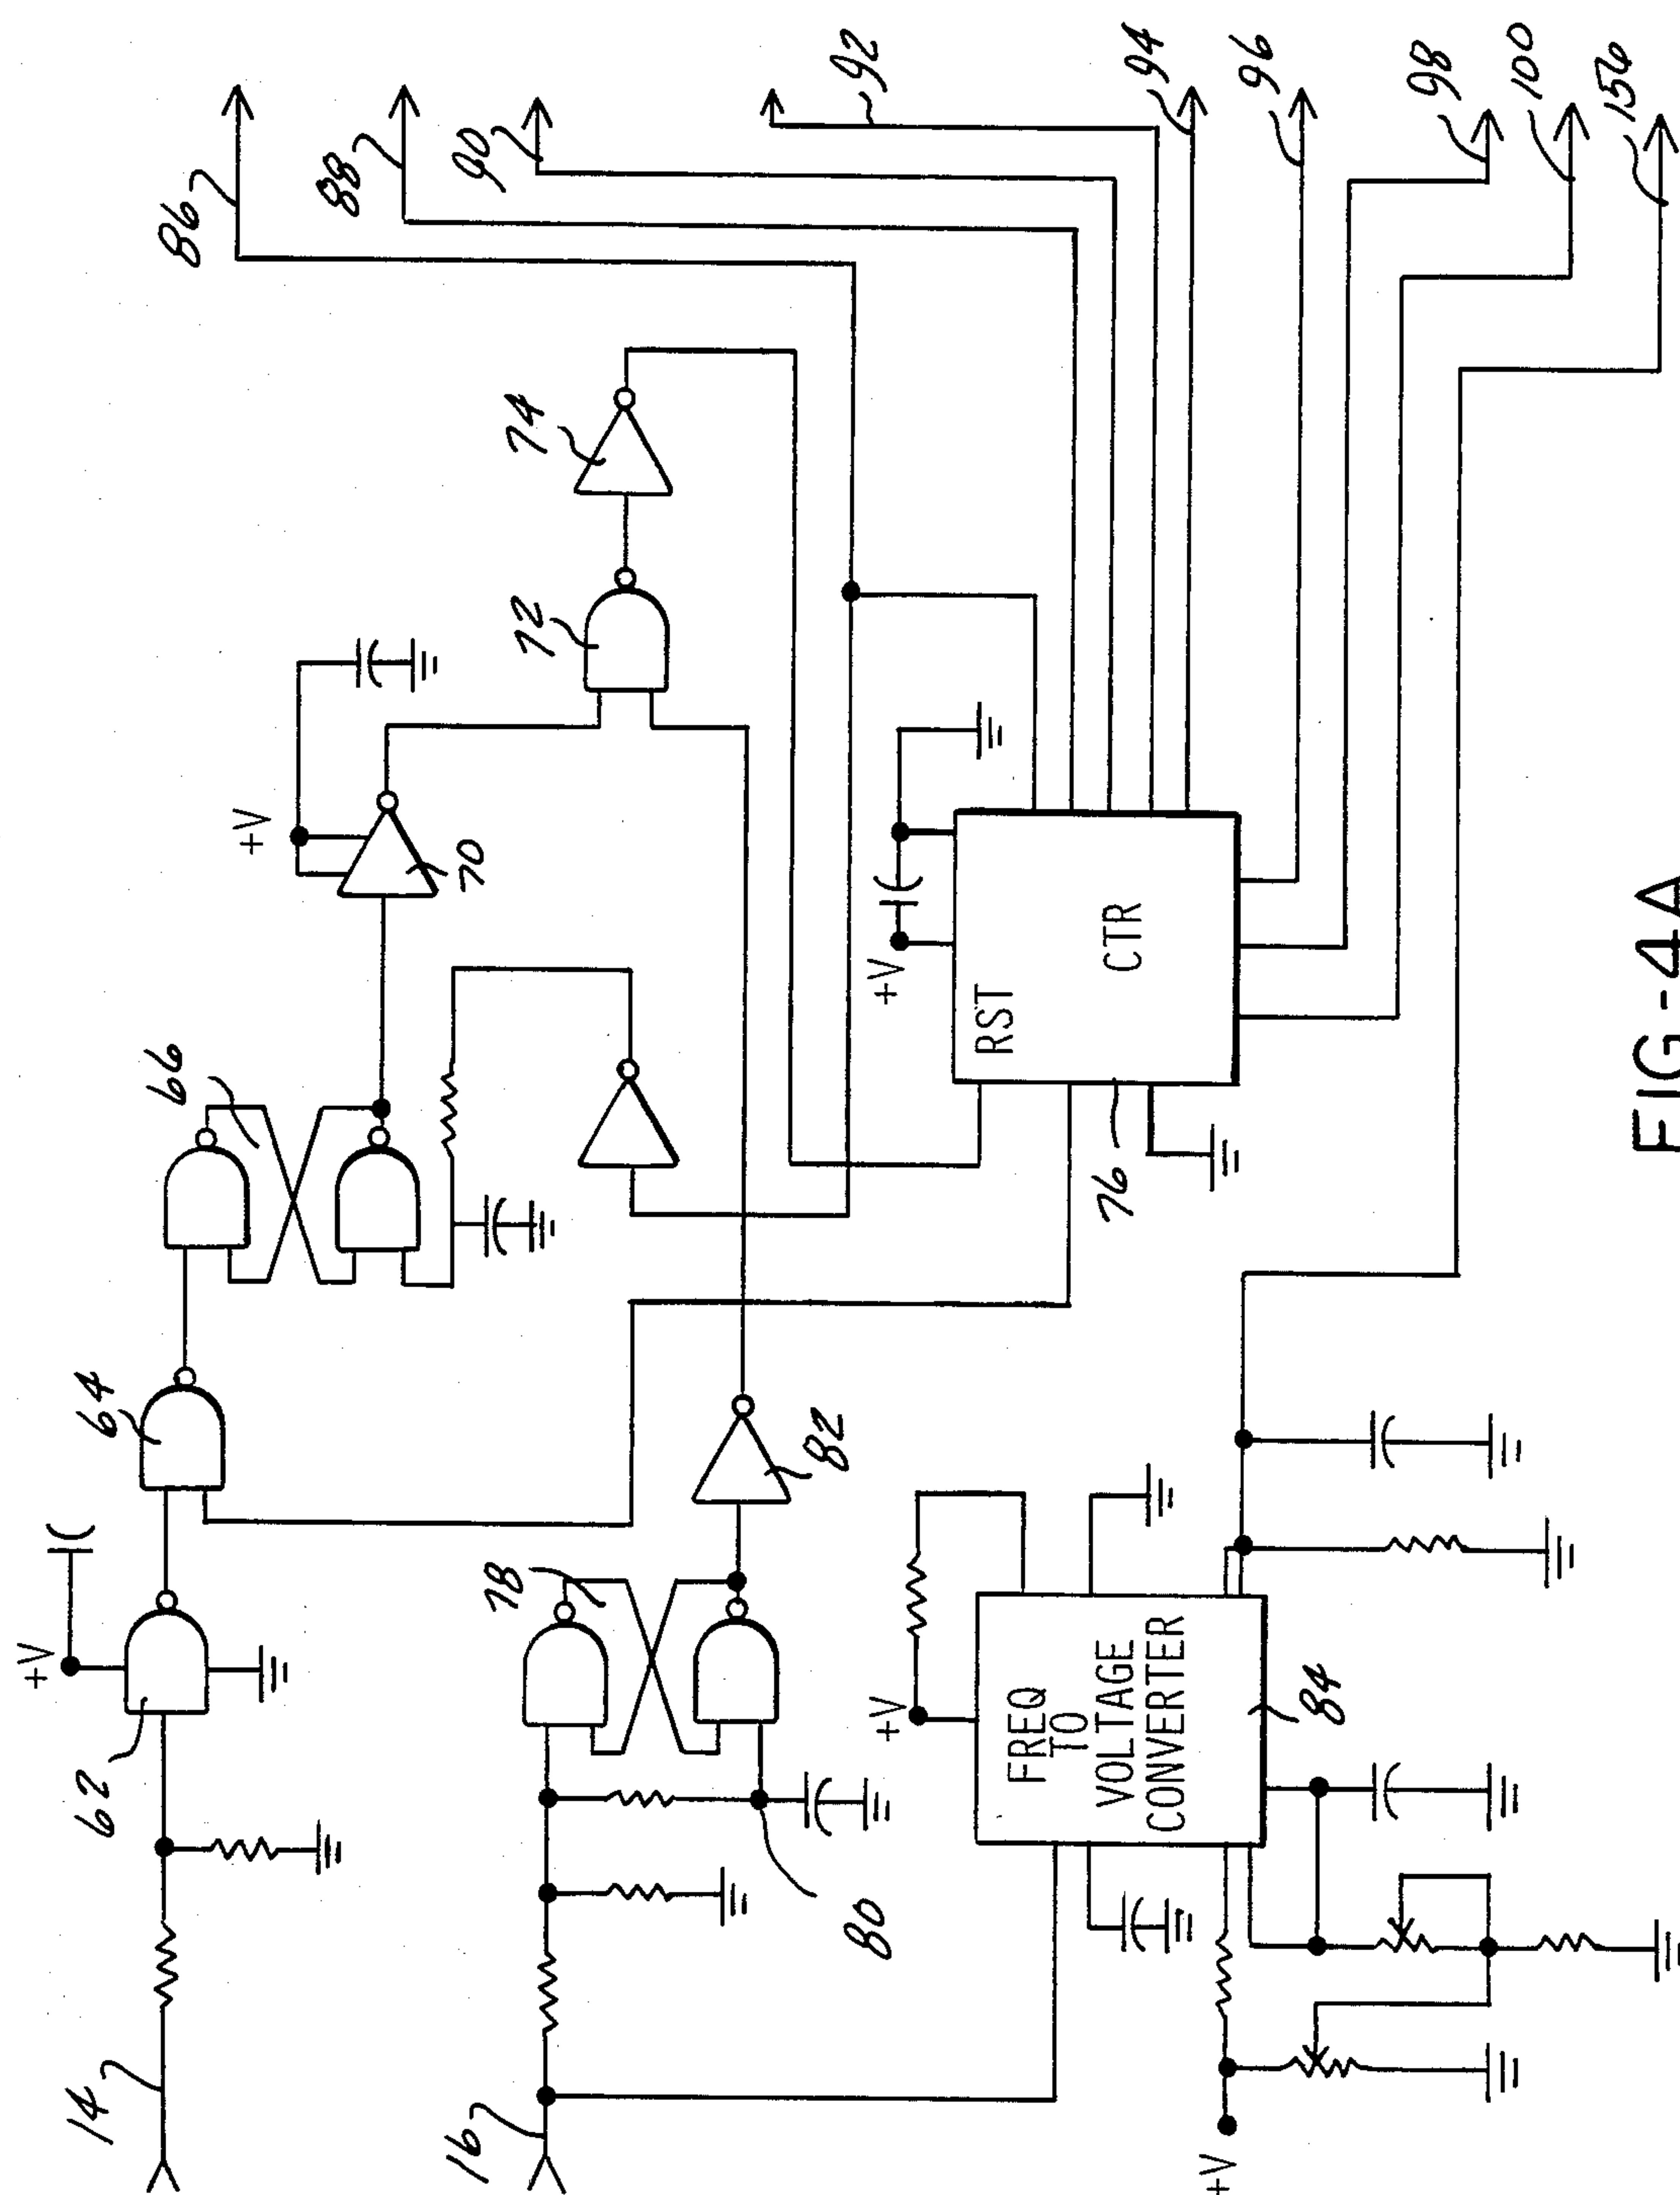 14
62
+V
64
66
+V
70
72
74
86
88
90
92
94
96
98
100
156
16
80
78
82
+V
RST
CTR
76
+V
FREQ
TO
VOLTAGE
CONVERTER
84
+V
FIG-4A